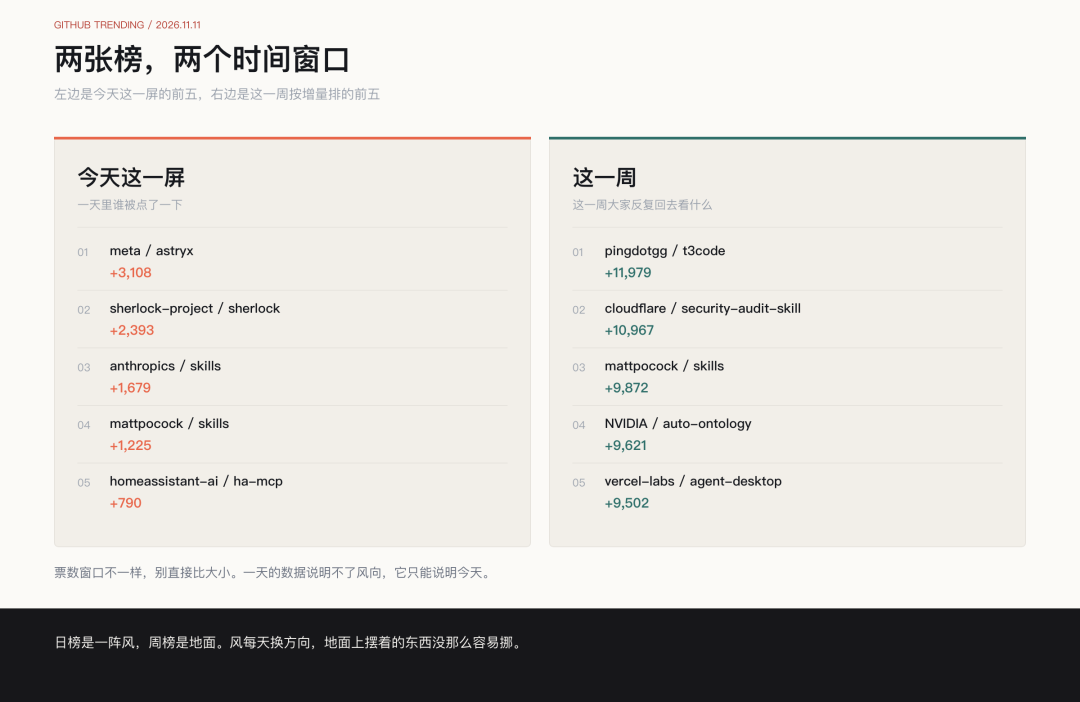 GITHUB TRENDING / 2026.11.11
两张榜，两个时间窗口
左边是今天这一屏的前五，右边是这一周按增量排的前五
今天这一屏
一天里谁被点了一下
01 meta / astryx
+3,108
02 sherlock-project / sherlock
+2,393
03 anthropics / skills
+1,679
04 mattpocock / skills
+1,225
05 homeassistant-ai / ha-mcp
+790
这一周
这一周大家反复回去看什么
01 pingdotgg / t3code
+11,979
02 cloudflare / security-audit-skill
+10,967
03 mattpocock / skills
+9,872
04 NVIDIA / auto-ontology
+9,621
05 vercel-labs / agent-desktop
+9,502
票数窗口不一样，别直接比大小。一天的数据说明不了风向，它只能说明今天。
日榜是一阵风，周榜是地面。风每天换方向，地面上摆着的东西没那么容易挪。